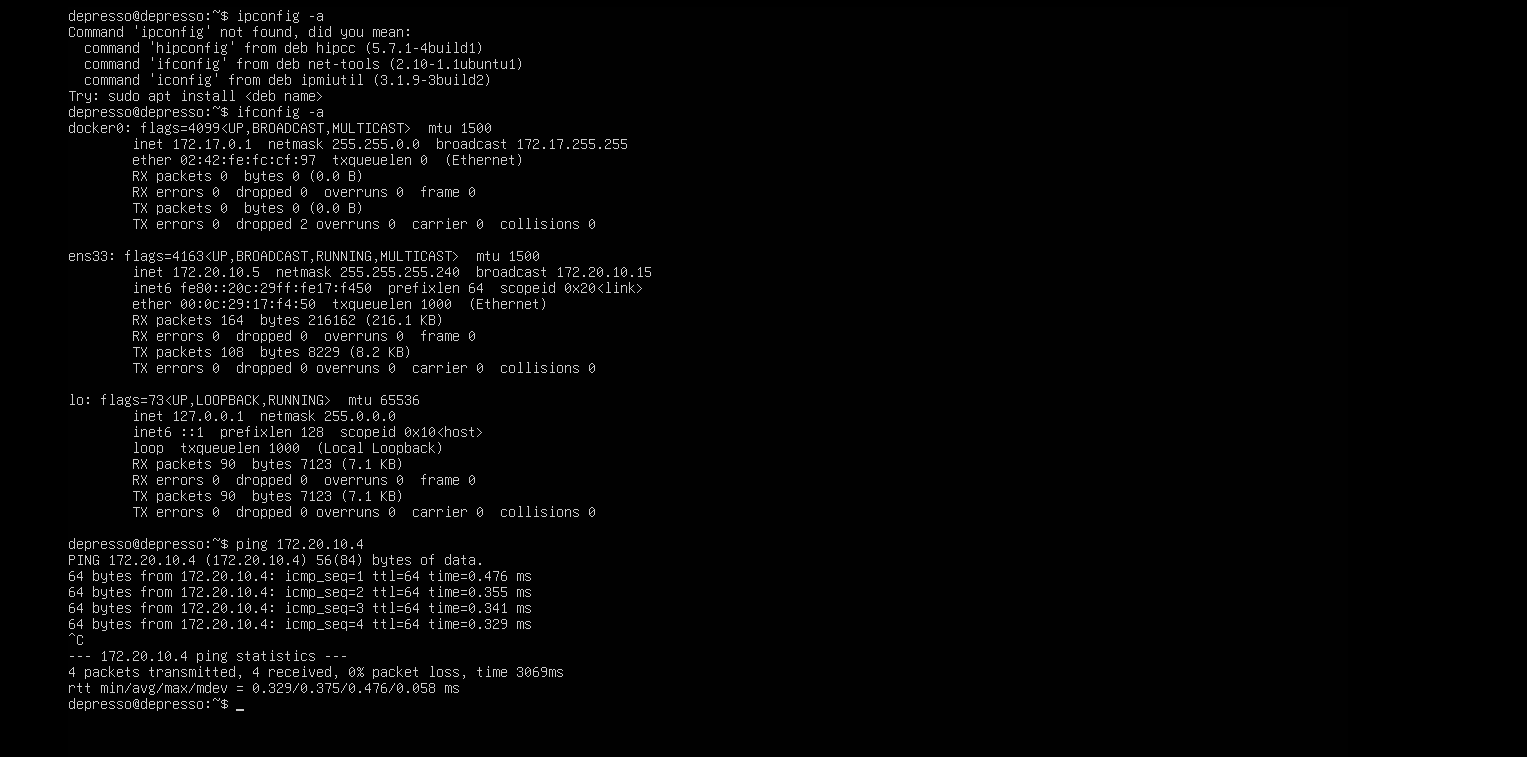 depresso@depresso:~$ ipconfig -a
Command 'ipconfig' not found, did you mean:
  command 'hipconfig' from deb hipcc (5.7.1-4build1)
  command 'ifconfig' from deb net-tools (2.10-1.1ubuntu1)
  command 'iconfig' from deb ipmiutil (3.1.9-3build2)
Try: sudo apt install <deb name>
depresso@depresso:~$ ifconfig -a
docker0: flags=4099<UP,BROADCAST,MULTICAST>  mtu 1500
        inet 172.17.0.1  netmask 255.255.0.0  broadcast 172.17.255.255
        ether 02:42:fe:fc:cf:97  txqueuelen 0  (Ethernet)
        RX packets 0  bytes 0 (0.0 B)
        RX errors 0  dropped 0  overruns 0  frame 0
        TX packets 0  bytes 0 (0.0 B)
        TX errors 0  dropped 2 overruns 0  carrier 0  collisions 0

ens33: flags=4163<UP,BROADCAST,RUNNING,MULTICAST>  mtu 1500
        inet 172.20.10.5  netmask 255.255.255.240  broadcast 172.20.10.15
        inet6 fe80::20c:29ff:fe17:f450  prefixlen 64  scopeid 0x20<link>
        ether 00:0c:29:17:f4:50  txqueuelen 1000  (Ethernet)
        RX packets 164  bytes 216162 (216.1 KB)
        RX errors 0  dropped 0  overruns 0  frame 0
        TX packets 108  bytes 8229 (8.2 KB)
        TX errors 0  dropped 0 overruns 0  carrier 0  collisions 0

lo: flags=73<UP,LOOPBACK,RUNNING>  mtu 65536
        inet 127.0.0.1  netmask 255.0.0.0
        inet6 ::1  prefixlen 128  scopeid 0x10<host>
        loop  txqueuelen 1000  (Local Loopback)
        RX packets 90  bytes 7123 (7.1 KB)
        RX errors 0  dropped 0  overruns 0  frame 0
        TX packets 90  bytes 7123 (7.1 KB)
        TX errors 0  dropped 0 overruns 0  carrier 0  collisions 0

depresso@depresso:~$ ping 172.20.10.4
PING 172.20.10.4 (172.20.10.4) 56(84) bytes of data.
64 bytes from 172.20.10.4: icmp_seq=1 ttl=64 time=0.476 ms
64 bytes from 172.20.10.4: icmp_seq=2 ttl=64 time=0.355 ms
64 bytes from 172.20.10.4: icmp_seq=3 ttl=64 time=0.341 ms
64 bytes from 172.20.10.4: icmp_seq=4 ttl=64 time=0.329 ms
^C
--- 172.20.10.4 ping statistics ---
4 packets transmitted, 4 received, 0% packet loss, time 3069ms
rtt min/avg/max/mdev = 0.329/0.375/0.476/0.058 ms
depresso@depresso:~$ _